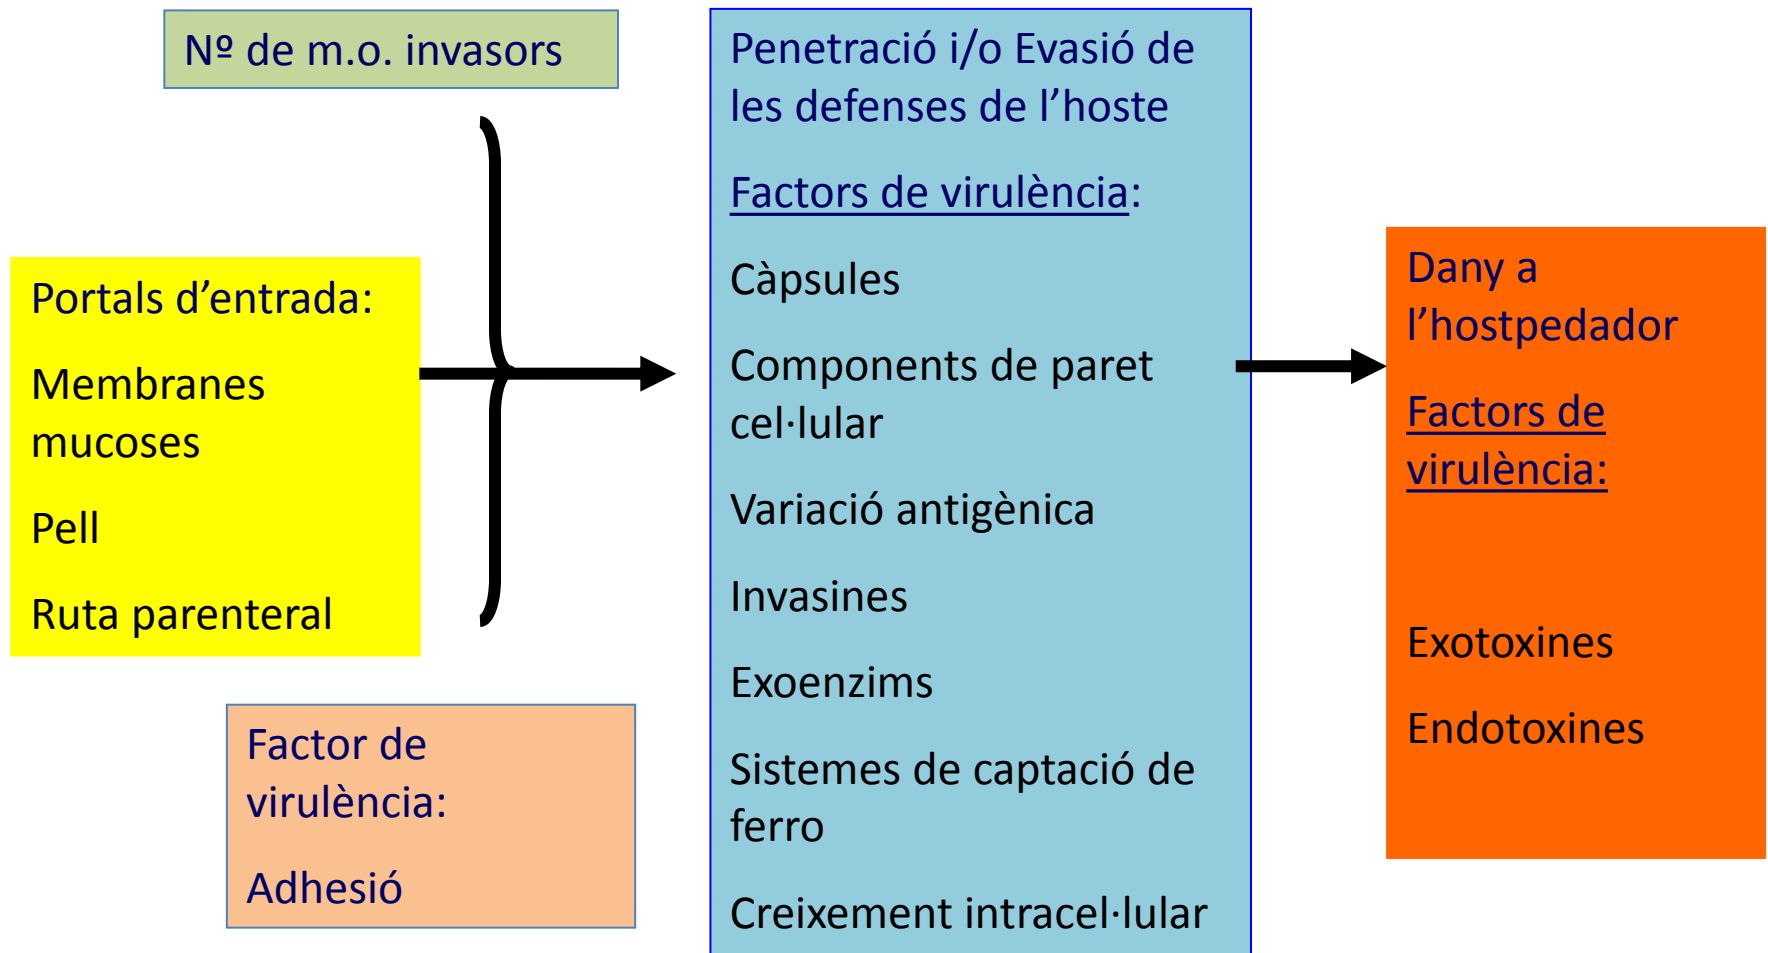 Nº de m.o. invasors
Portals d’entrada:
Membranes
mucoses
Pell
Ruta parenteral
Factor de
virulència:
Adhesió
Penetració i/o Evasió de
les defenses de l’hoste
Factors de virulència:
Càpsules
Components de paret
cel·lular
Variació antigènica
Invasines
Exoenzims
Sistemes de captació de
ferro
Creixement intracel·lular
Dany a
l’hostpedador
Factors de
virulència:
Exotoxines
Endotoxines